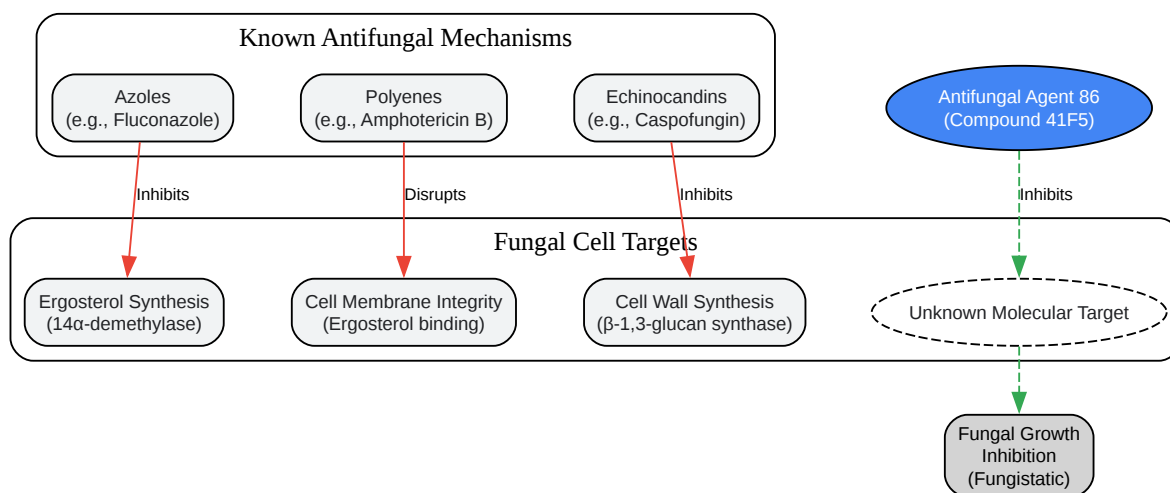 Known Antifungal Mechanisms
Azoles
(e.g., Fluconazole)
Polyenes
(e.g., Amphotericin B)
Echinocandins
(e.g., Caspofungin)
Antifungal Agent 86
(Compound 41F5)
Inhibits
Disrupts
Inhibits
Inhibits
Fungal Cell Targets
Ergosterol Synthesis
(14α-demethylase)
Cell Membrane Integrity
(Ergosterol binding)
Cell Wall Synthesis
(β-1,3-glucan synthase)
Unknown Molecular Target
Fungal Growth
Inhibition
(Fungistatic)